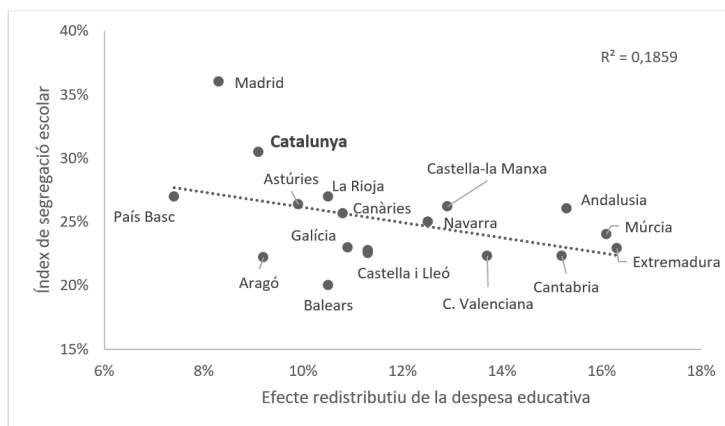 40%
R² = 0,1859
Madrid
35%
Catalunya
30%
Castella-la Manxa
Astúries
La Rioja
Andalusia
Canàries
País Basc
Navarra
Múrcia
25%
Galícia
Extremadura
Aragó
Castella i Lleó
Cantabria
20%
Balears
C. Valenciana
15%
6%
8%
10%
12%
14%
16%
18%
Índex de segregació escolar
Efecte redistributiu de la despesa educativa